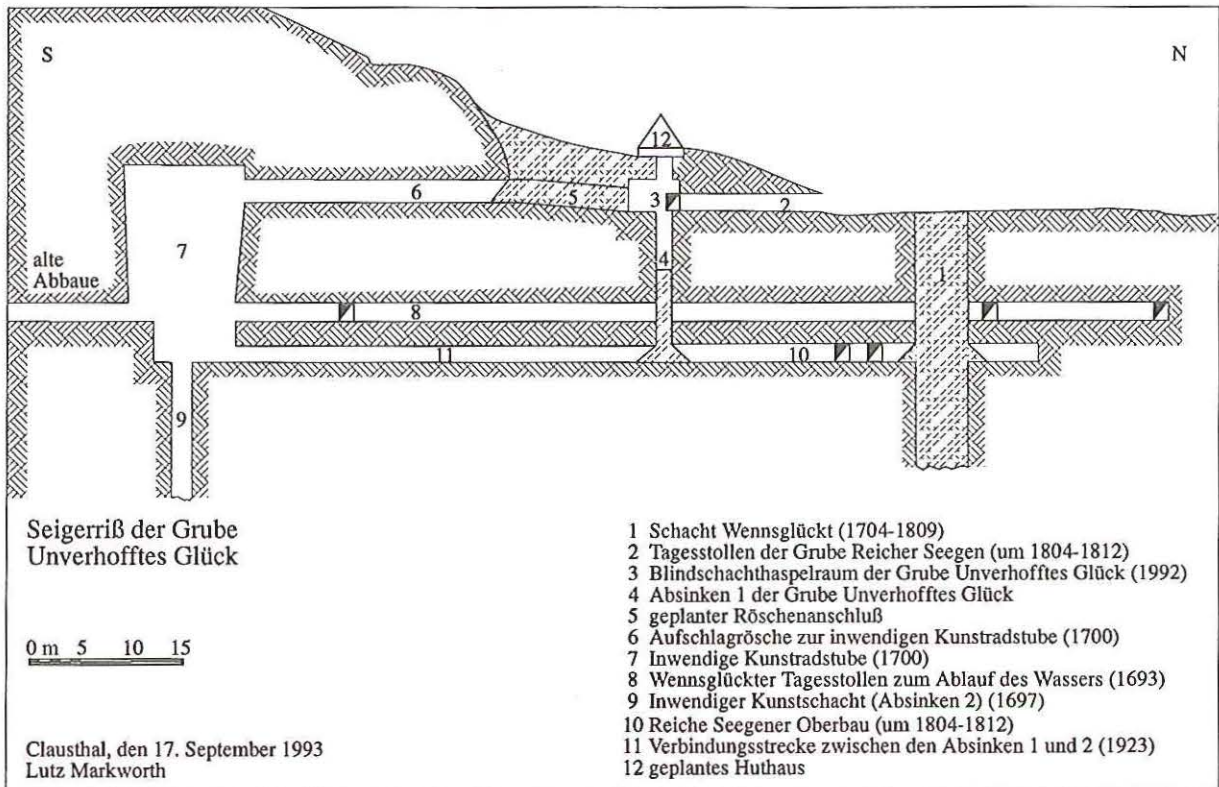 S
N
12
6
5
3
2
7
4
1
alte
Abbaue
8
11
10
9
Seigerriß der Grube
Unverhofftes Glück
0 m 5 10 15
Clausthal, den 17. September 1993
Lutz Markworth
1 Schacht Wennsglückt (1704-1809)
2 Tagesstollen der Grube Reicher Seegen (um 1804-1812)
3 Blindschachthaspelraum der Grube Unverhofftes Glück (1992)
4 Absinken 1 der Grube Unverhofftes Glück
5 geplanter Röschenanschluß
6 Aufschlagrösche zur inwendigen Kunstradstube (1700)
7 Inwendige Kunstradstube (1700)
8 Wennsglückter Tagesstollen zum Ablauf des Wassers (1693)
9 Inwendiger Kunstschacht (Absinken 2) (1697)
10 Reiche Seegener Oberbau (um 1804-1812)
11 Verbindungsstrecke zwischen den Absinken 1 und 2 (1923)
12 geplantes Huthaus